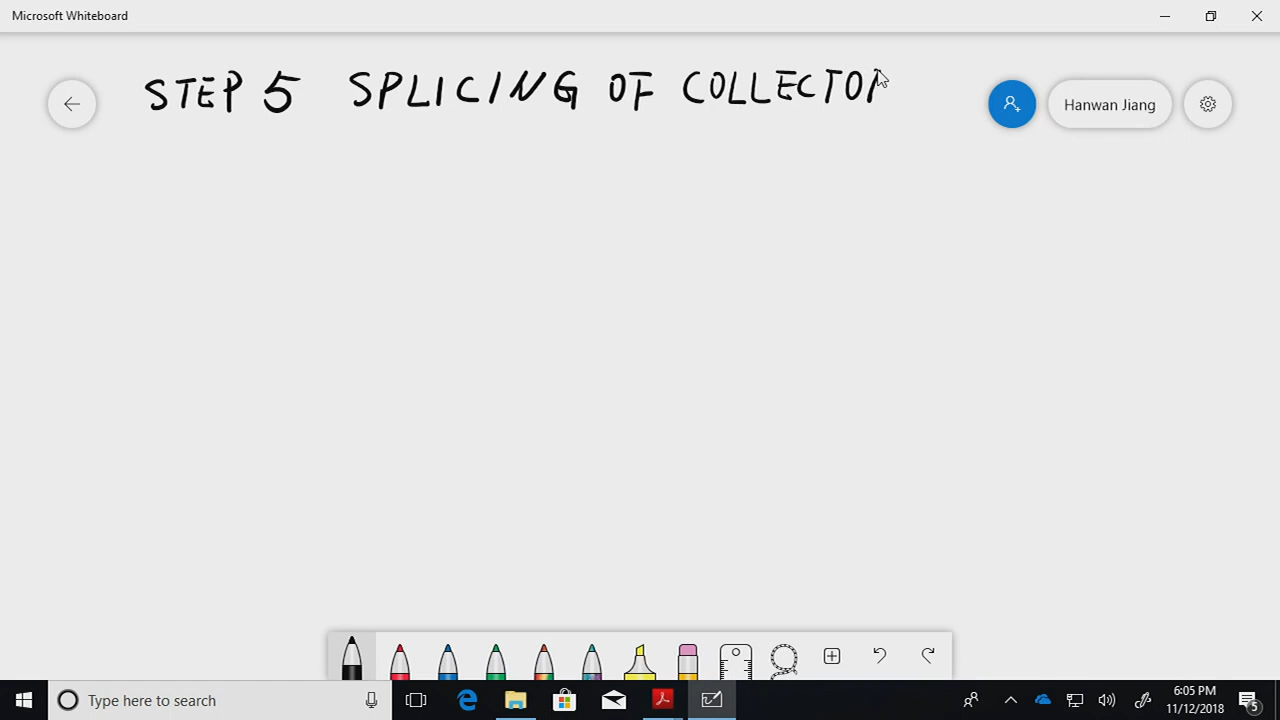 Microsoft Whiteboard
STEP 5 SPLICING OF COLLECTO
Hanwan Jiang
Type here to search
6:05 PM
11/12/2018
5